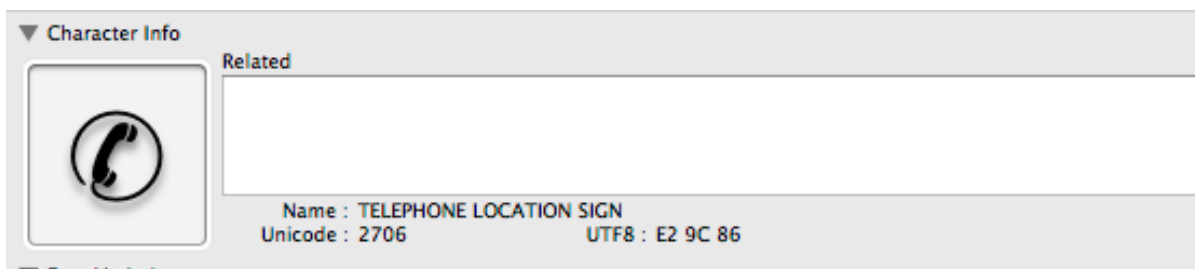 Character Info
Related
Name : TELEPHONE LOCATION SIGN
Unicode : 2706 UTF8 : E2 9C 86